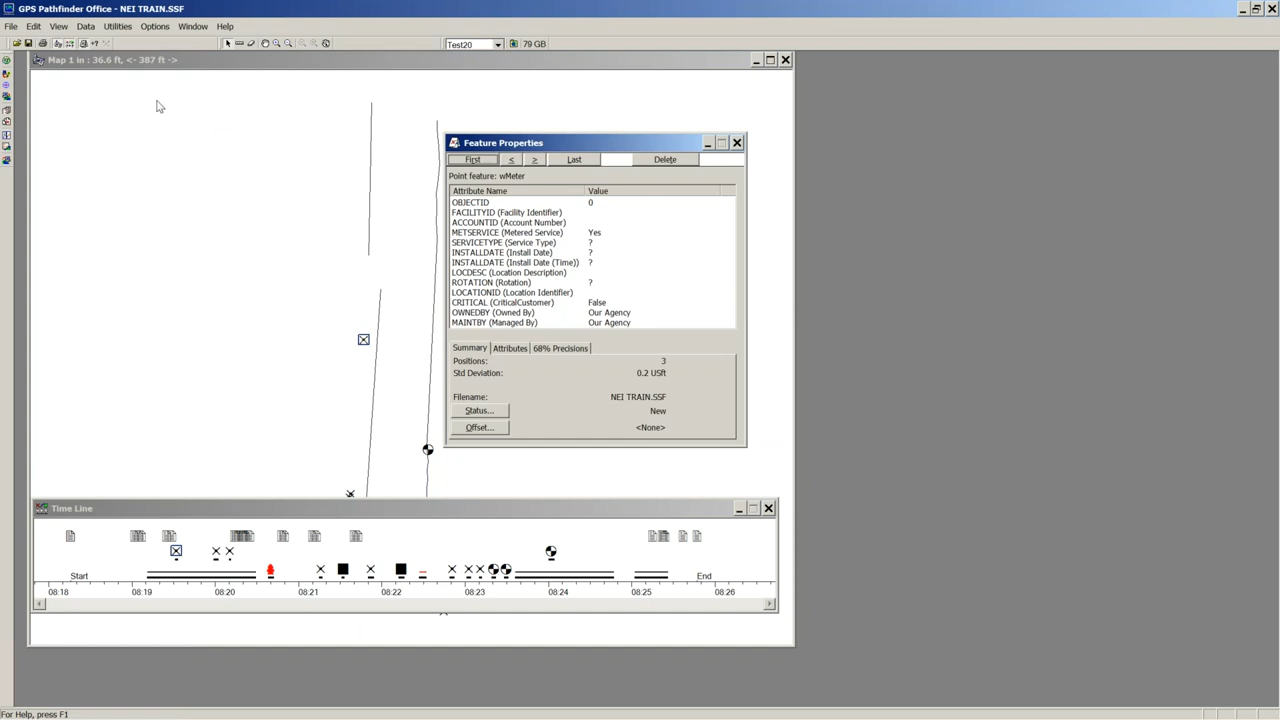 GPS Pathfinder Office - NEI TRAIN.SSF
File Edit View Data Utilities Options Window Help
Test20 79 GB
Map 1 in : 36.6 ft, <- 387 ft ->
Feature Properties
First < > Last Delete
Point feature: wMeter
Attribute Name Value
OBJECTID 0
FACILITYID (Facility Identifier)
ACCOUNTID (Account Number)
METSERVICE (Metered Service) Yes
SERVICETYPE (Service Type) ?
INSTALLDATE (Install Date) ?
INSTALLDATE (Install Date (Time)) ?
LOCDESC (Location Description)
ROTATION (Rotation) ?
LOCATIONID (Location Identifier)
CRITICAL (CriticalCustomer) False
OWNEDBY (Owned By) Our Agency
MAINTBY (Managed By) Our Agency
Summary Attributes 68% Precisions
Positions: 3
Std Deviation: 0.2 USft
Filename: NEI TRAIN.SSF
Status... New
Offset... <None>
Time Line
Start End
08:18 08:19 08:20 08:21 08:22 08:23 08:24 08:25 08:26
For Help, press F1